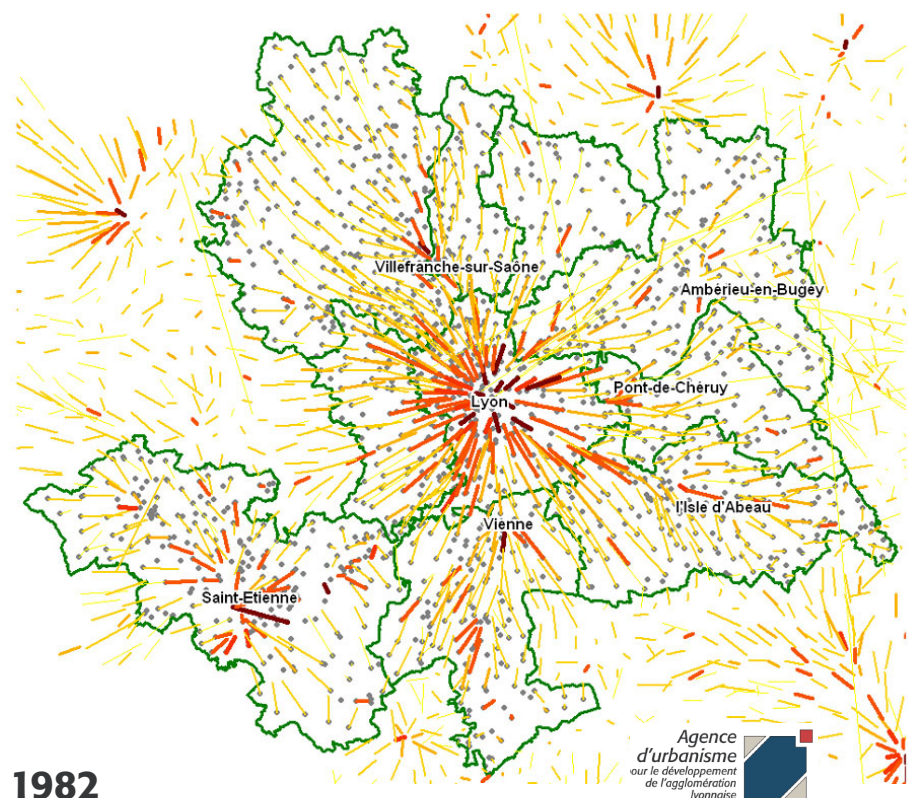 Villefranche-sur-Saône
Ambérieu-en-Bugey
Pont-de-Chéruy
Lyon
l'Isle d'Abeau
Vienne
Saint-Etienne
1982
Agence
d'urbanisme
pour le développement
de l'agglomération
lyonnaise